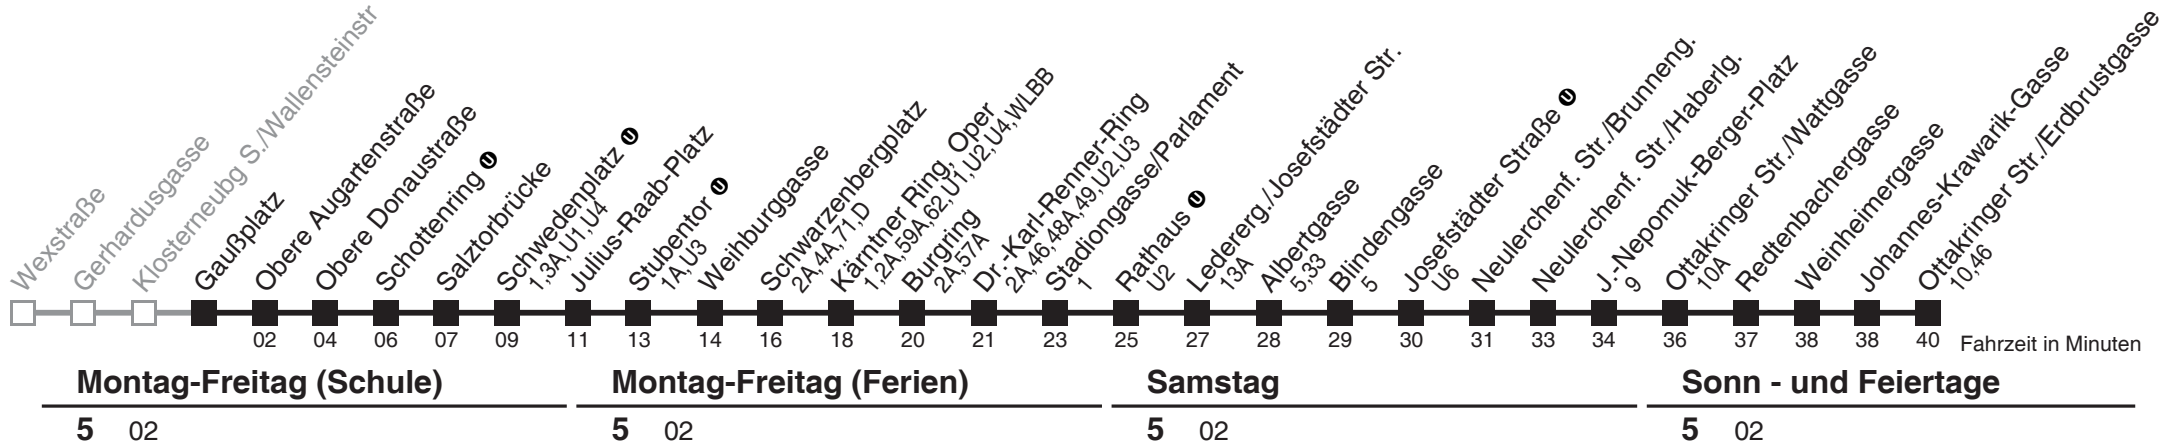 Wexstraße
Gerhardusgasse
Klosterneubg S./Wallensteinstr
Gaußplatz
Obere Augartenstraße
Obere Donaustraße
Schottenring U
Salztorbrücke
Schwedenplatz U
1,3A,U1,U4
Julius-Raab-Platz
Stubentor U
1A,U3
Weihburggasse
Schwarzenbergplatz
2A,4A,71,D
Kärntner Ring, Oper
1,2A,59A,62,U1,U2,U4,WLBB
Burgring
2A,57A
Dr.-Karl-Renner-Ring
2A,46,48A,49,U2,U3
Stadiongasse/Parlament
1
Rathaus U
U2
Ledererg./Josefstädter Str.
13A
Albertgasse
5,33
Blindengasse
5
Josefstädter Straße U
U6
Neulerchenf. Str./Brunneng.
Neulerchenf. Str./Haberlg.
J.-Nepomuk-Berger-Platz
9
Ottakringer Str./Wattgasse
10A
Redtenbachergasse
Weinheimergasse
Johannes-Krawarik-Gasse
Ottakringer Str./Erdbrustgasse
10,46
02 04 06 07 09 11 13 14 16 18 20 21 23 25 27 28 29 30 31 33 34 36 37 38 38 40 Fahrzeit in Minuten
Montag-Freitag (Schule) Montag-Freitag (Ferien) Samstag Sonn - und Feiertage
5 02 5 02 5 02 5 02